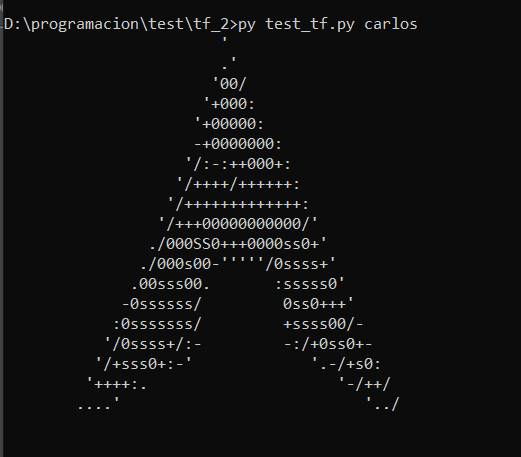 D:\programacion\test\tf_2>py test_tf.py carlos
'
.'
'00/
'+000:
'+00000:
-+0000000:
'/:-:++000+:
'/++++/++++++:
'/+++++++++++++:
'/+++00000000000/'
./000SS0+++0000ss0+'
./000s00-'''''/0ssss+'
.00sss00.       :sssss0'
-0ssssss/         0ss0+++'
:0sssssss/         +ssss00/-
'/0ssss+/:-         -:/+0ss0+-
'/+sss0+:-'             '.-/+s0:
'++++:.                     '-/++/
....'                           '../